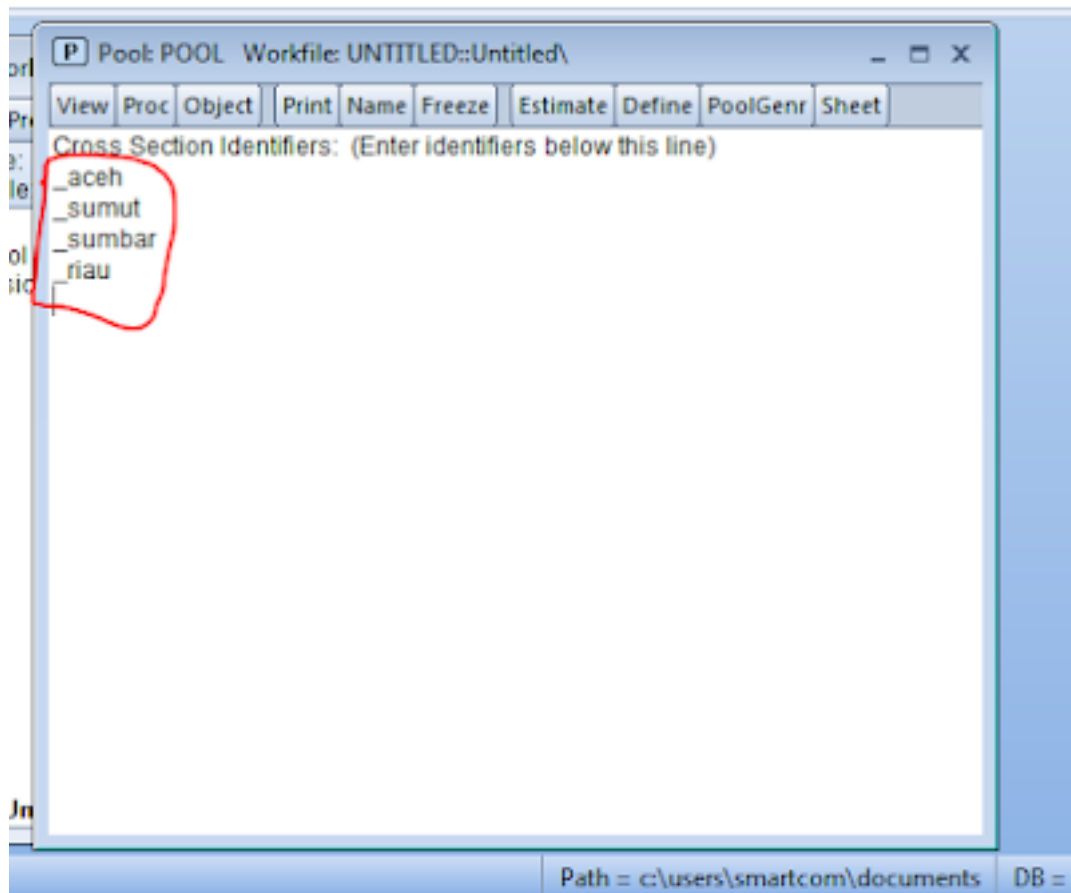 Pool: POOL Workfile: UNTITLED::Untitled\
View Proc Object Print Name Freeze Estimate Define PoolGenr Sheet
Cross Section Identifiers: (Enter identifiers below this line)
_aceh
_sumut
_sumbar
_riau
Path = c:\users\smartcom\documents DB =